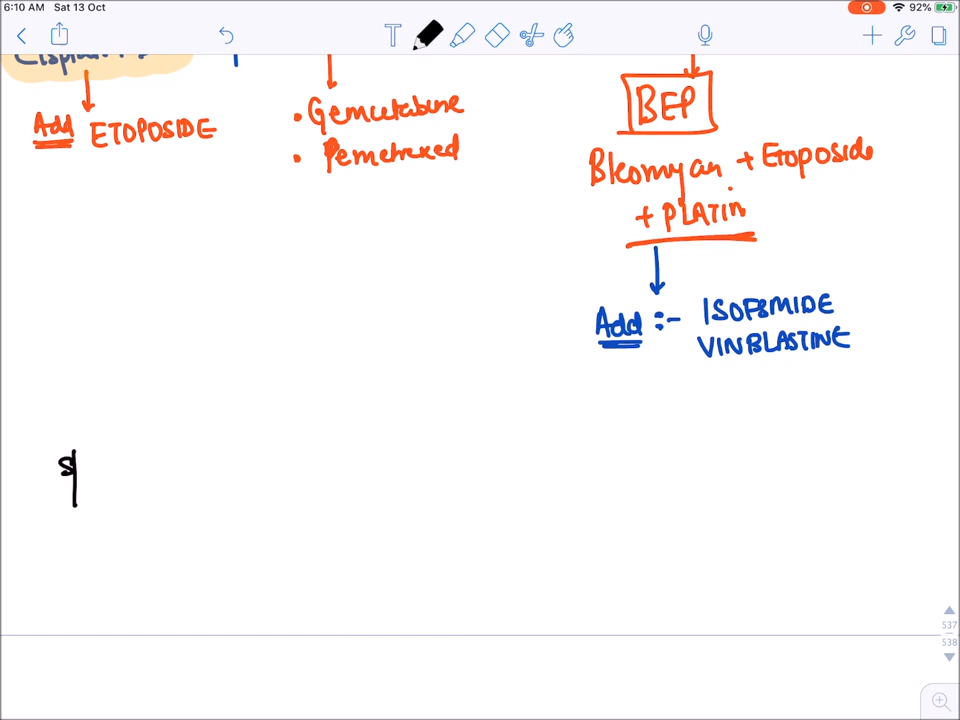 6:10 AM Sat 13 Oct
92%
T
Add ETOPOSIDE
• Gemcitabine
• Pemetrexed
BEP
Bleomycin + Etoposide
+ PLATIN
Add :- ISOFSMIDE
VINBLASTINE
S
537
538